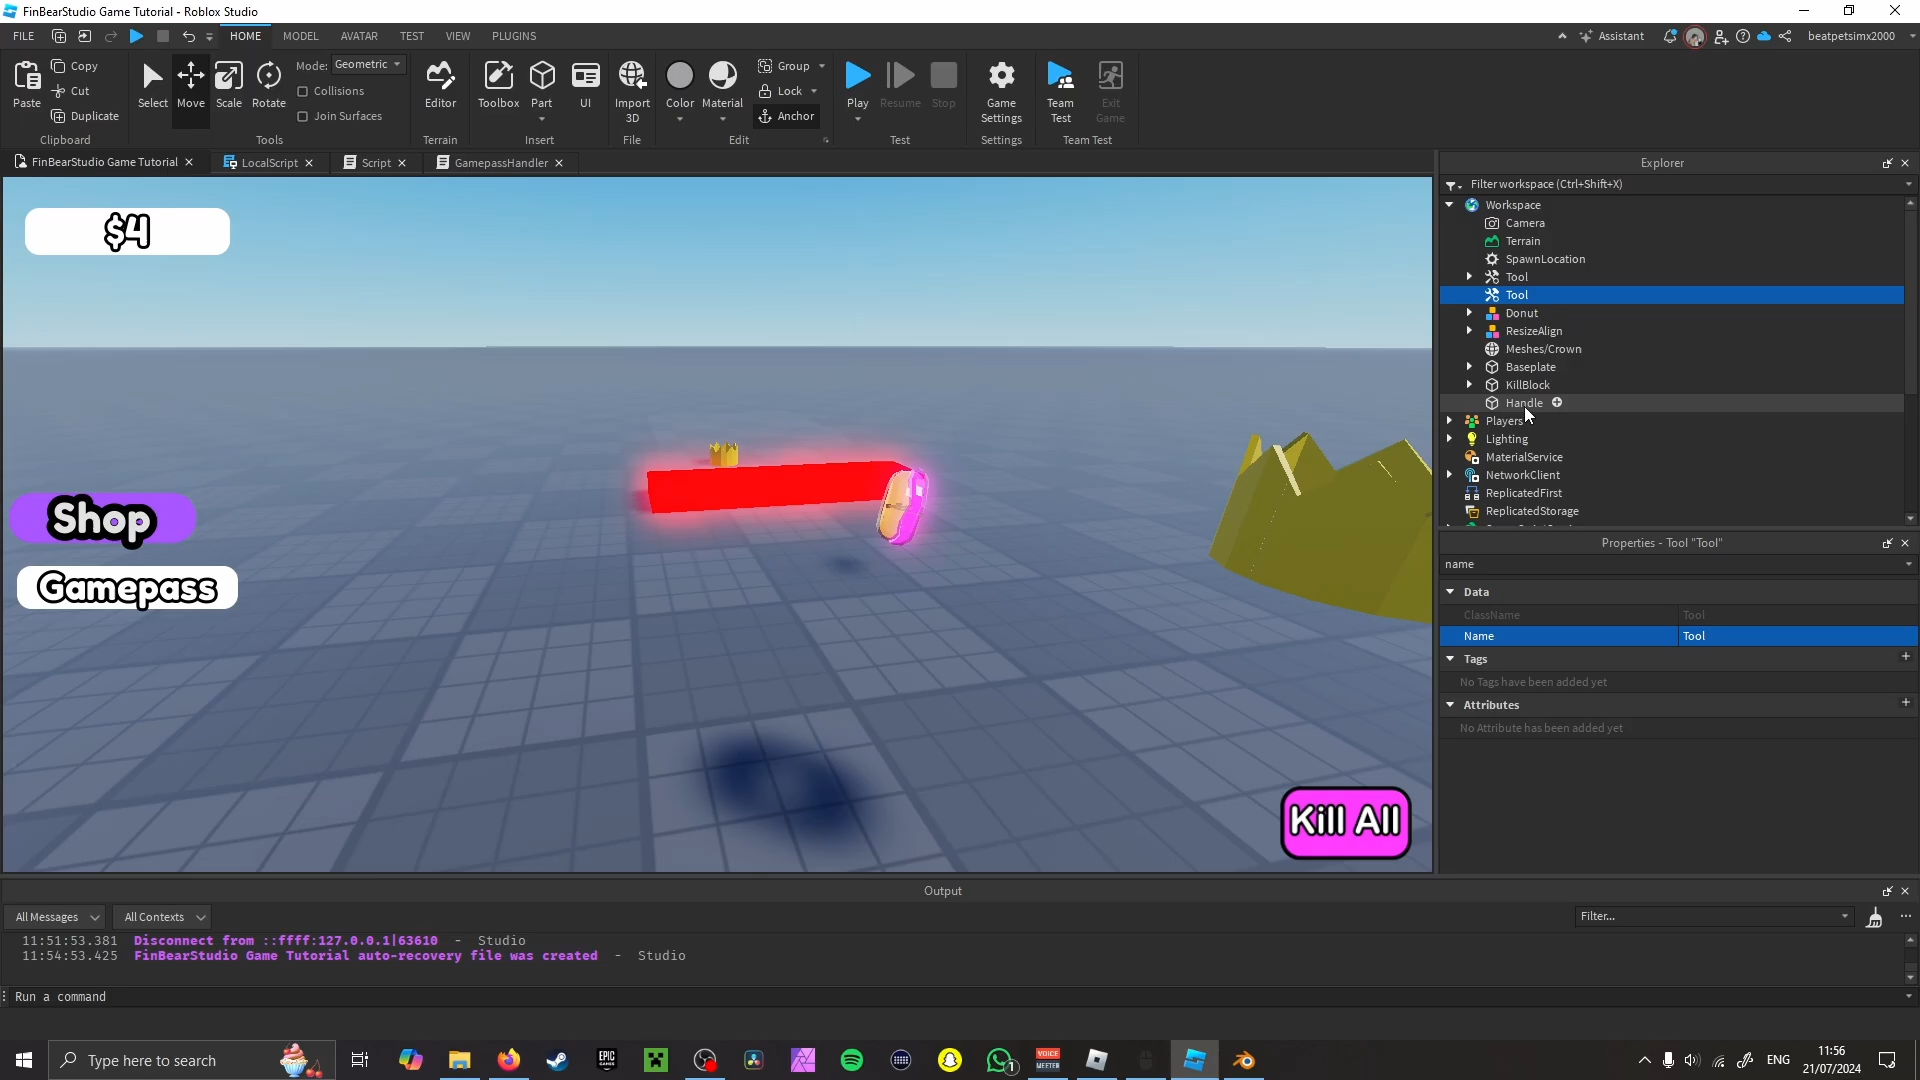 FinBearStudio Game Tutorial - Roblox Studio
FILE HOME MODEL AVATAR TEST VIEW PLUGINS Assistant beatpetsimx2000
Paste Copy Cut Duplicate Clipboard
Select Move Scale Rotate Mode: Geometric Collisions Join Surfaces Tools
Editor Terrain
Toolbox Part UI Insert
Import 3D File
Color Material Group Lock Anchor Edit
Play Resume Stop Test
Game Settings Settings
Team Test Exit Game Team Test
FinBearStudio Game Tutorial LocalScript Script GamepassHandler
$4
Shop
Gamepass
Kill All
Explorer
Filter workspace (Ctrl+Shift+X)
Workspace
Camera
Terrain
SpawnLocation
Tool
Tool
Donut
ResizeAlign
Meshes/Crown
Baseplate
KillBlock
Handle
Players
Lighting
MaterialService
NetworkClient
ReplicatedFirst
ReplicatedStorage
Properties - Tool "Tool"
name
Data
ClassName Tool
Name Tool
Tags
No Tags have been added yet
Attributes
No Attribute has been added yet
Output
All Messages All Contexts Filter...
11:51:53.381 Disconnect from ::ffff:127.0.0.1|63610 - Studio
11:54:53.425 FinBearStudio Game Tutorial auto-recovery file was created - Studio
Run a command
Type here to search
EPIC GAMES
VOICE MEETER
1
ENG
11:56
21/07/2024